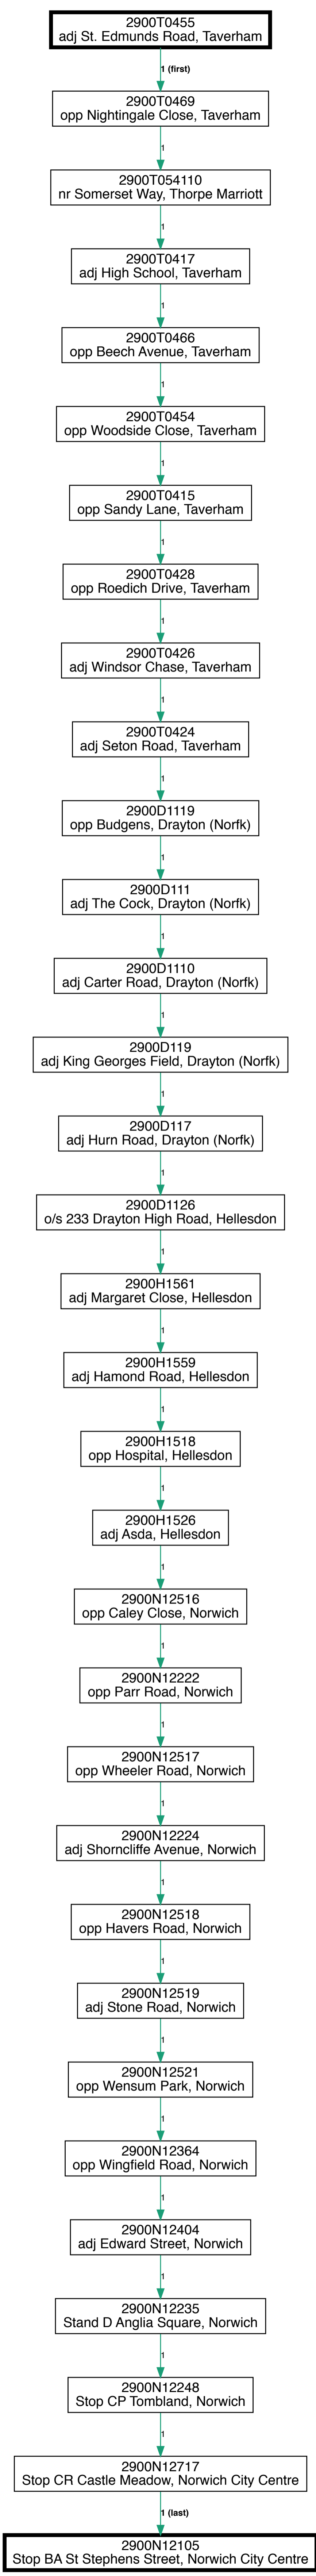 2900T0455
adj St. Edmunds Road, Taverham
1 (first)
2900T0469
opp Nightingale Close, Taverham
1
2900T054110
nr Somerset Way, Thorpe Marriott
1
2900T0417
adj High School, Taverham
1
2900T0466
opp Beech Avenue, Taverham
1
2900T0454
opp Woodside Close, Taverham
1
2900T0415
opp Sandy Lane, Taverham
1
2900T0428
opp Roedich Drive, Taverham
1
2900T0426
adj Windsor Chase, Taverham
1
2900T0424
adj Seton Road, Taverham
1
2900D1119
opp Budgens, Drayton (Norfk)
1
2900D111
adj The Cock, Drayton (Norfk)
1
2900D1110
adj Carter Road, Drayton (Norfk)
1
2900D119
adj King Georges Field, Drayton (Norfk)
1
2900D117
adj Hurn Road, Drayton (Norfk)
1
2900D1126
o/s 233 Drayton High Road, Hellesdon
1
2900H1561
adj Margaret Close, Hellesdon
1
2900H1559
adj Hamond Road, Hellesdon
1
2900H1518
opp Hospital, Hellesdon
1
2900H1526
adj Asda, Hellesdon
1
2900N12516
opp Caley Close, Norwich
1
2900N12222
opp Parr Road, Norwich
1
2900N12517
opp Wheeler Road, Norwich
1
2900N12224
adj Shorncliffe Avenue, Norwich
1
2900N12518
opp Havers Road, Norwich
1
2900N12519
adj Stone Road, Norwich
1
2900N12521
opp Wensum Park, Norwich
1
2900N12364
opp Wingfield Road, Norwich
1
2900N12404
adj Edward Street, Norwich
1
2900N12235
Stand D Anglia Square, Norwich
1
2900N12248
Stop CP Tombland, Norwich
1
2900N12717
Stop CR Castle Meadow, Norwich City Centre
1 (last)
2900N12105
Stop BA St Stephens Street, Norwich City Centre